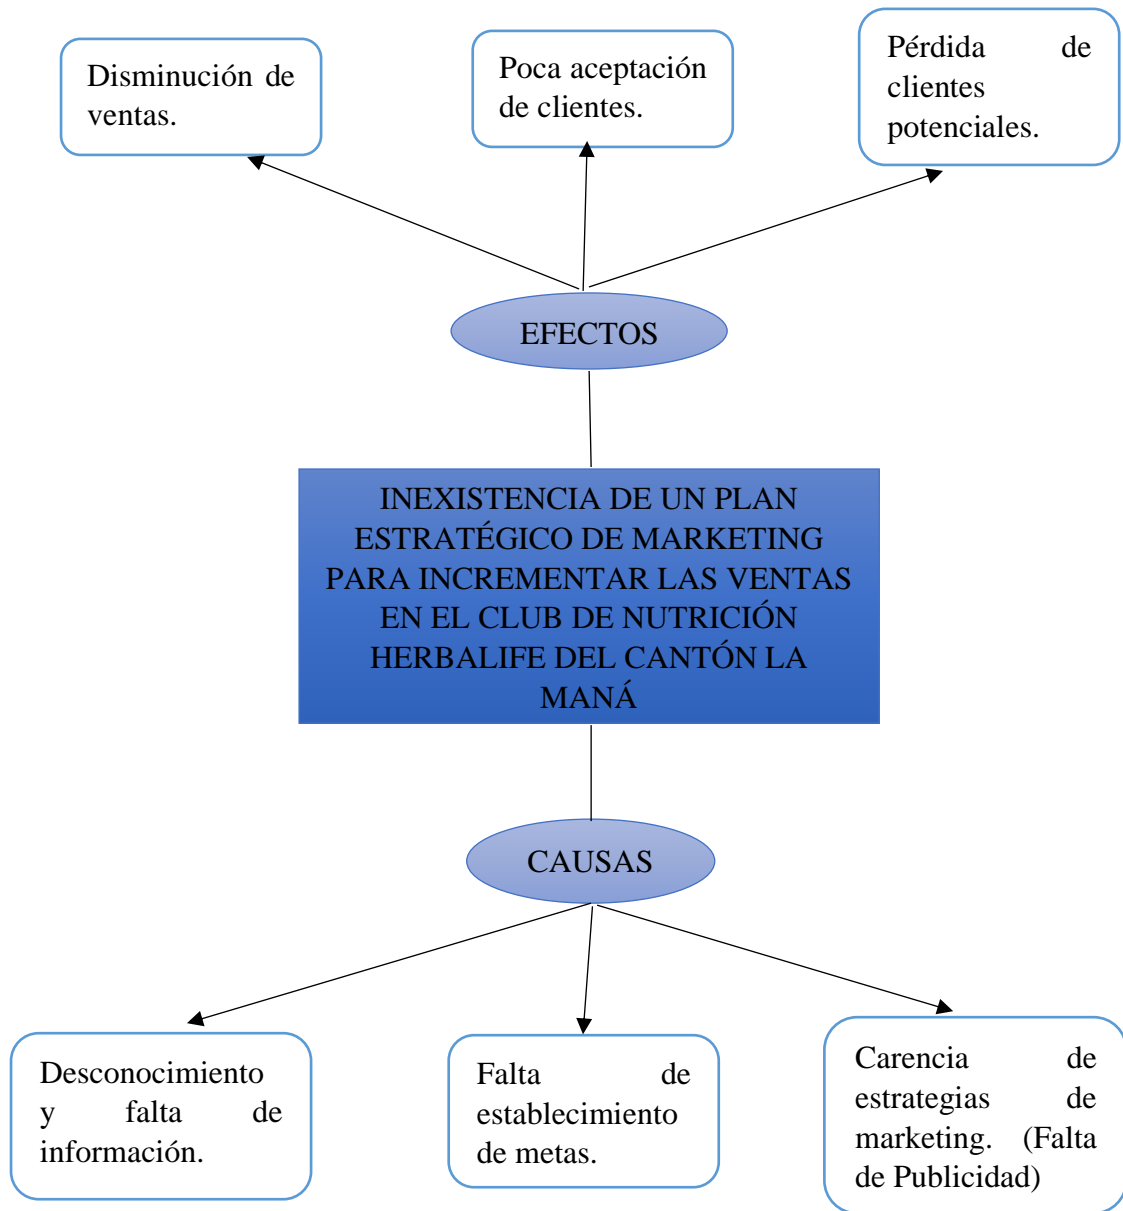 Disminución de
ventas.
Poca aceptación
de clientes.
Pérdida de
clientes
potenciales.
EFECTOS
INEXISTENCIA DE UN PLAN
ESTRATÉGICO DE MARKETING
PARA INCREMENTAR LAS VENTAS
EN EL CLUB DE NUTRICIÓN
HERBALIFE DEL CANTÓN LA
MANÁ
CAUSAS
Desconocimiento
y falta de
información.
Falta de
establecimiento
de metas.
Carencia de
estrategias de
marketing. (Falta
de Publicidad)